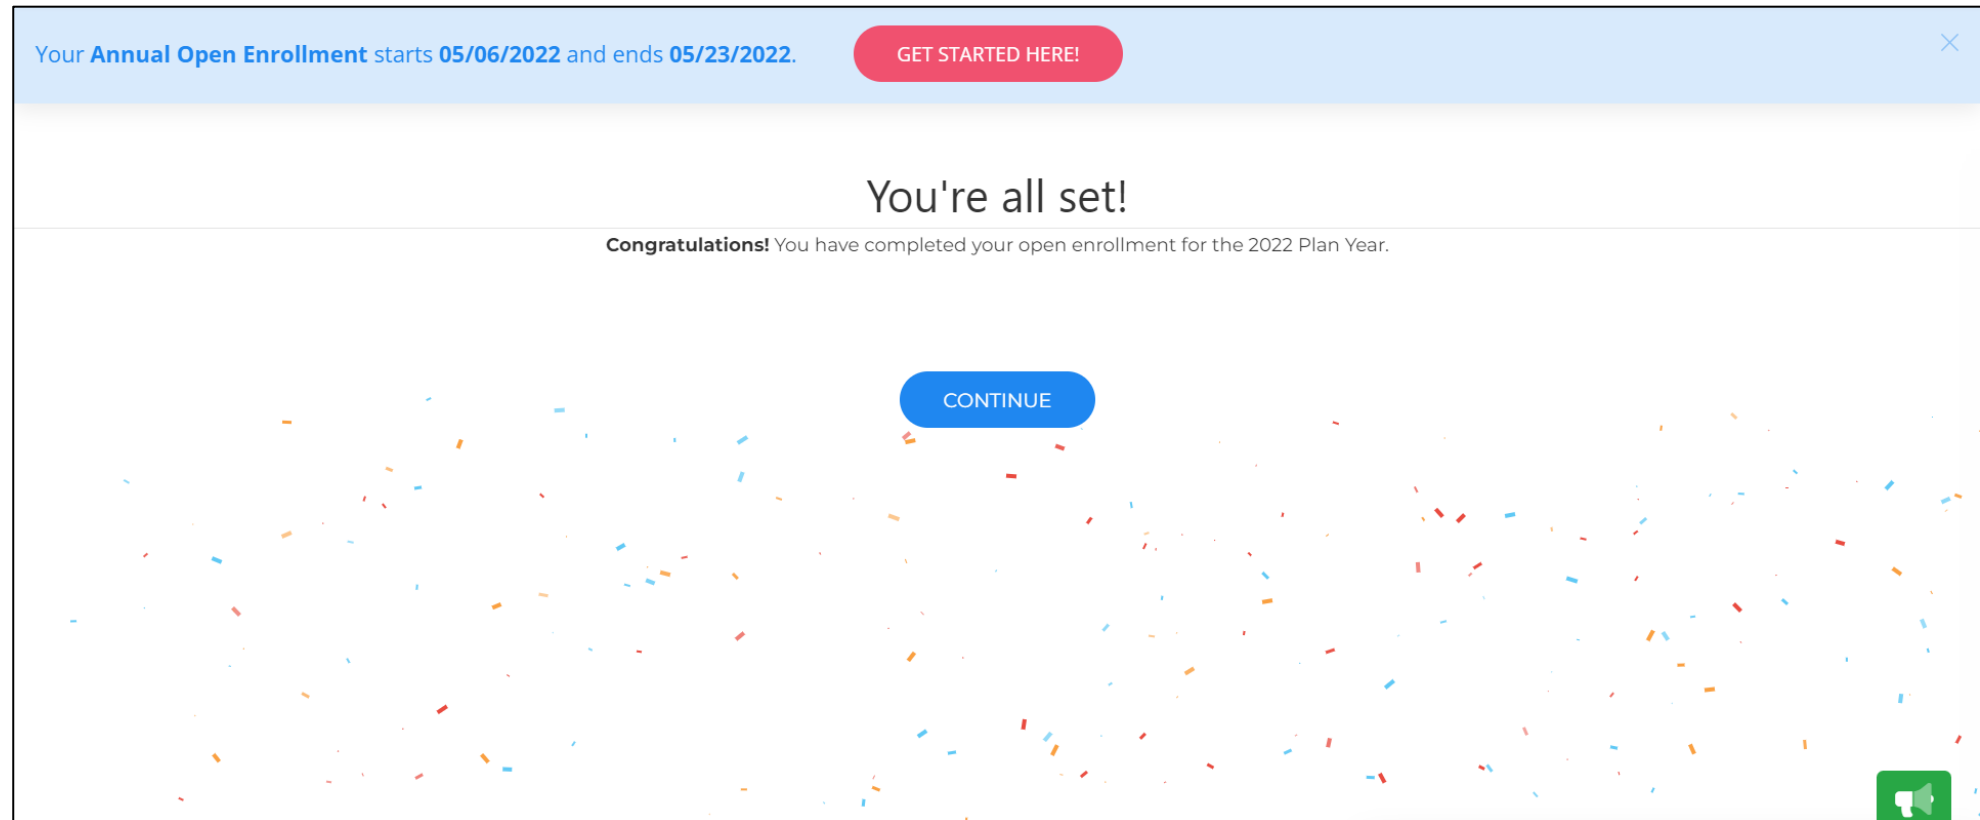 Your Annual Open Enrollment starts 05/06/2022 and ends 05/23/2022.
GET STARTED HERE!
You're all set!
Congratulations! You have completed your open enrollment for the 2022 Plan Year.
CONTINUE